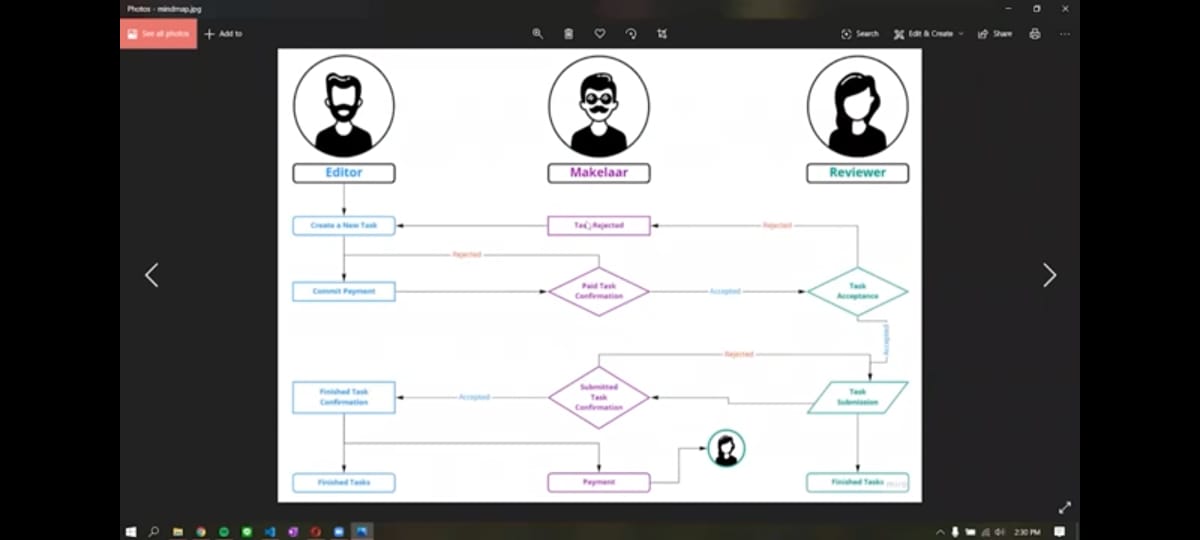 Photos - mindmap.jpg
See all photos
Add to
Search
Edit & Create
Share
Editor
Makelaar
Reviewer
Create a New Task
Task Rejected
Rejected
Rejected
Commit Payment
Paid Task
Confirmation
Accepted
Task
Acceptance
Accepted
Rejected
Finished Task
Confirmation
Accepted
Submitted
Task
Confirmation
Task
Submission
Finished Tasks
Payment
Finished Tasks
miro
2:30 PM